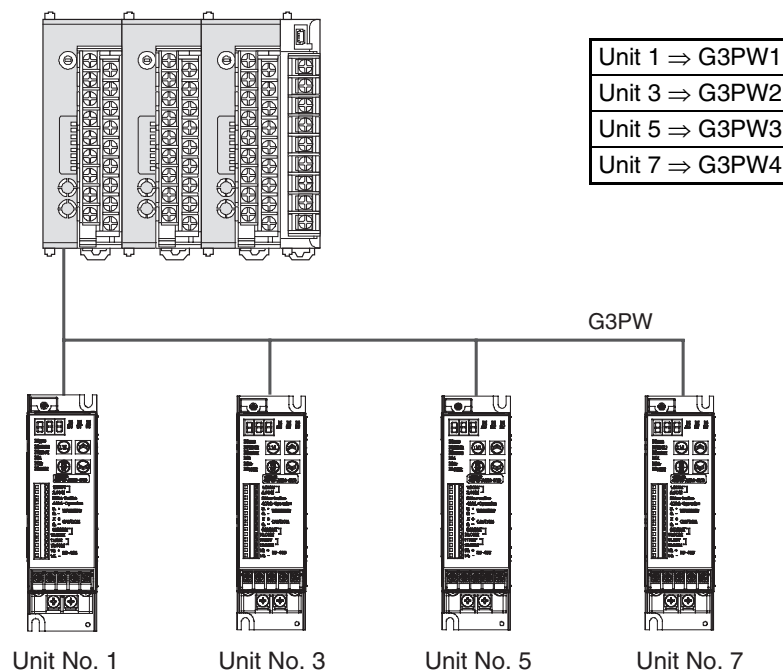 Unit 1 ⇒ G3PW1
Unit 3 ⇒ G3PW2
Unit 5 ⇒ G3PW3
Unit 7 ⇒ G3PW4
G3PW
Unit No. 1
Unit No. 3
Unit No. 5
Unit No. 7